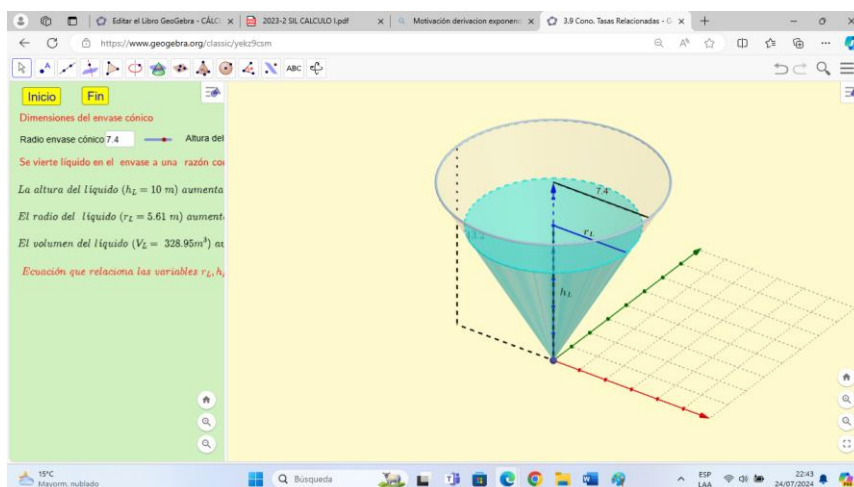 Editar el Libro GeoGebra - CÁLC
2023-2 SIL CALCULO I.pdf
Motivación derivacion exponenc
3.9 Cono. Tasas Relacionadas - G
https://www.geogebra.org/classic/yekz9csm
ABC
Inicio
Fin
Dimensiones del envase cónico
Radio envase cónico 7.4
Altura del
Se vierte líquido en el envase a una razón con
La altura del líquido (h_L = 10 m) aumenta
El radio del líquido (r_L = 5.61 m) aument
El volumen del líquido (V_L = 328.95m³) au
Ecuación que relaciona las variables r_L, h
7.4
13.2
r_L
h_L
15°C
Mayorm. nublado
Búsqueda
ESP
LAA
22:43
24/07/2024